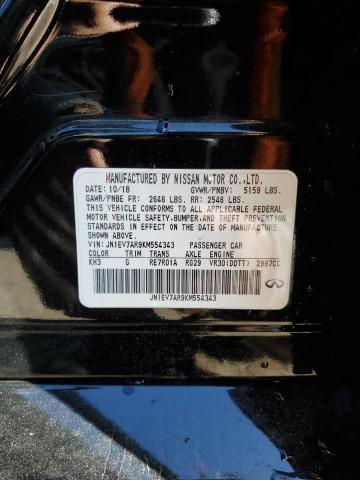 MANUFACTURED BY NISSAN MOTOR CO.,LTD.
DATE: 10/18 GVWR/PNBV: 5159 LBS.
GAWR/PNBE FR: 2646 LBS. RR: 2546 LBS.
THIS VEHICLE CONFORMS TO ALL APPLICABLE FEDERAL
MOTOR VEHICLE SAFETY, BUMPER, AND THEFT PREVENTION
STANDARDS IN EFFECT ON THE DATE OF MANUFACTURE
SHOWN ABOVE.
VIN: JN1EV7AR9KM554343 PASSENGER CAR
COLOR TRIM TRANS AXLE ENGINE
KH3 G RE7R01A RG29 VR30(DDTT) 2997CC
JN1EV7AR9KM554343